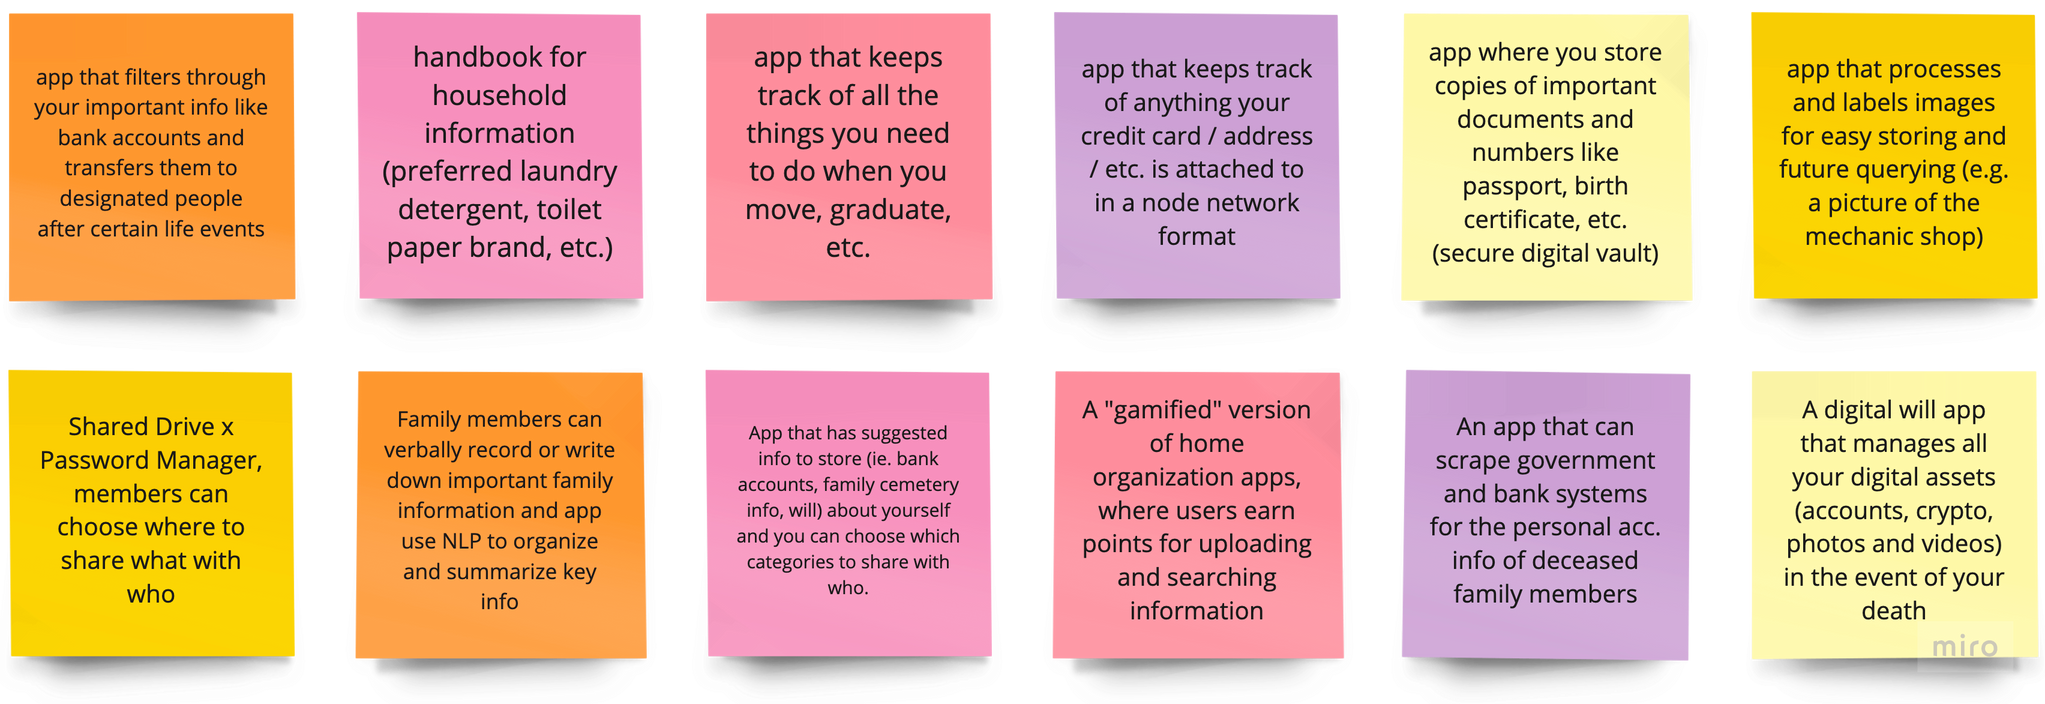 app that filters through
your important info like
bank accounts and
transfers them to
designated people
after certain life events
handbook for
household
information
(preferred laundry
detergent, toilet
paper brand, etc.)
app that keeps
track of all the
things you need
to do when you
move, graduate,
etc.
app that keeps track
of anything your
credit card / address
/ etc. is attached to
in a node network
format
app where you store
copies of important
documents and
numbers like
passport, birth
certificate, etc.
(secure digital vault)
app that processes
and labels images
for easy storing and
future querying (e.g.
a picture of the
mechanic shop)
Shared Drive x
Password Manager,
members can
choose where to
share what with
who
Family members can
verbally record or write
down important family
information and app
use NLP to organize
and summarize key
info
App that has suggested
info to store (ie. bank
accounts, family cemetery
info, will) about yourself
and you can choose which
categories to share with
who.
A "gamified" version
of home
organization apps,
where users earn
points for uploading
and searching
information
An app that can
scrape government
and bank systems
for the personal acc.
info of deceased
family members
A digital will app
that manages all
your digital assets
(accounts, crypto,
photos and videos)
in the event of your
death
miro